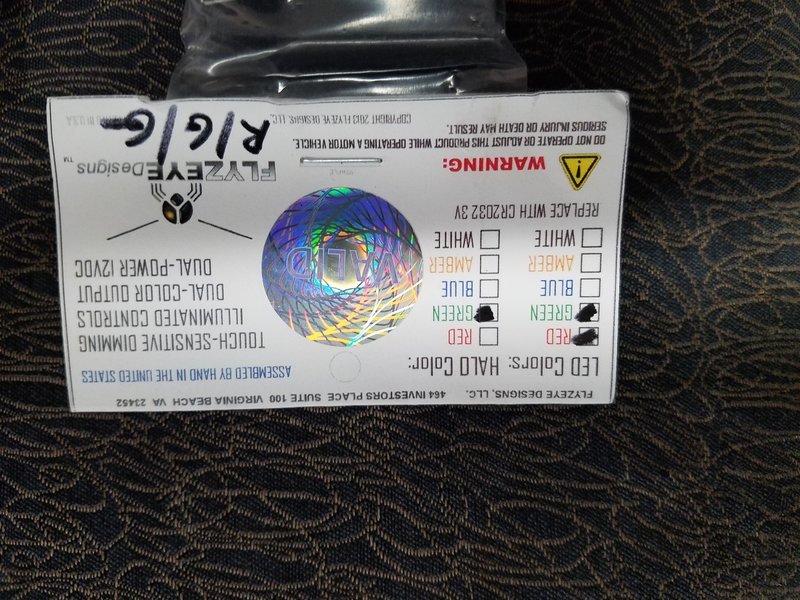 FLYZEYE DESIGNS, LLC. 464 INVESTORS PLACE SUITE 100 VIRGINIA BEACH VA 23452
LED Colors: HALO Color:
RED RED
GREEN GREEN
BLUE BLUE
AMBER AMBER
WHITE WHITE
REPLACE WITH CR2032 3V
WARNING:
DO NOT OPERATE OR ADJUST THIS PRODUCT WHILE OPERATING A MOTOR VEHICLE.
SERIOUS INJURY OR DEATH MAY RESULT.
VALID
STAPLE
ASSEMBLED BY HAND IN THE UNITED STATES
TOUCH-SENSITIVE DIMMING
ILLUMINATED CONTROLS
DUAL-COLOR OUTPUT
DUAL-POWER 12VDC
FLYZEYEDesigns™
COPYRIGHT 2013 FLYZEYE DESIGNS, LLC.
IN U.S.A
R/G/G